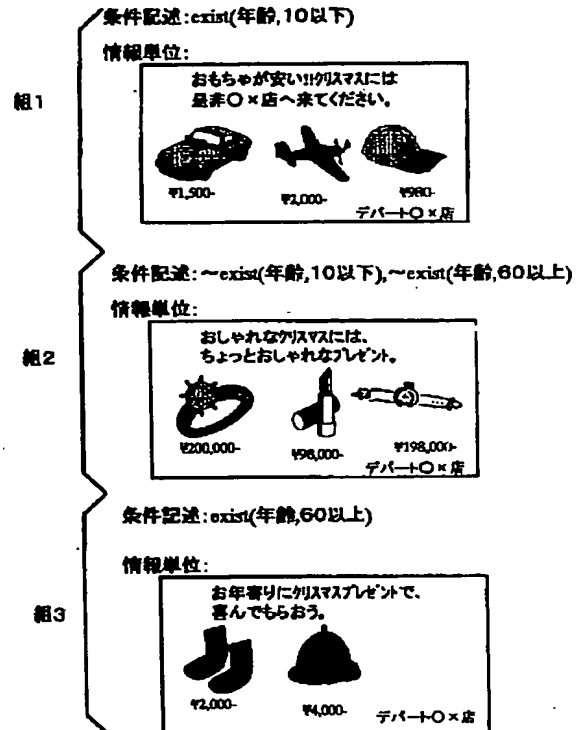 組1
条件記述:exist(年齢,10以下)
情報単位:
おもちゃが安い!!クリスマスには
是非○×店へ来てください。
¥1,500-
¥2,000-
¥980-
デパート○×店
組2
条件記述:~exist(年齢,10以下),~exist(年齢,60以上)
情報単位:
おしゃれなクリスマスには、
ちょっとおしゃれなプレゼント。
¥200,000-
¥98,000-
¥198,000-
デパート○×店
組3
条件記述:exist(年齢,60以上)
情報単位:
お年寄りにクリスマスプレゼントで、
喜んでもらおう。
¥2,000-
¥4,000-
デパート○×店